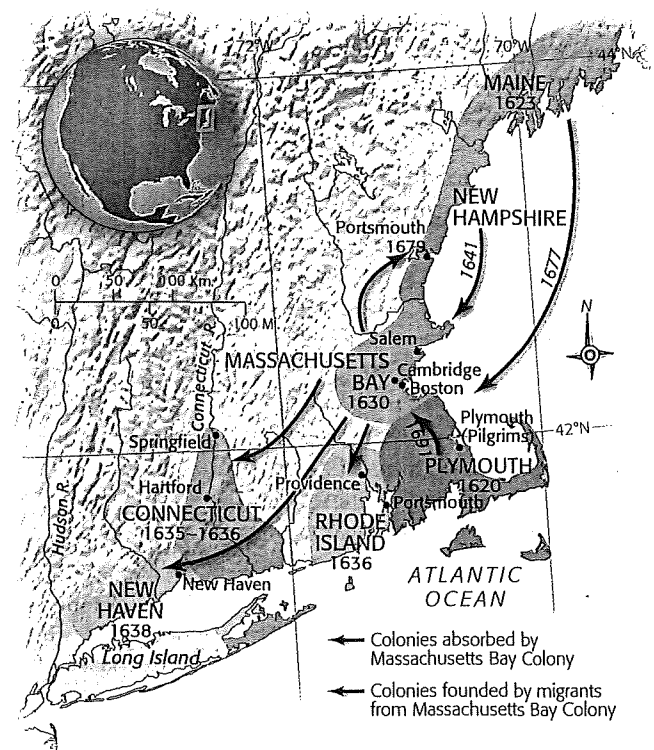 72°W
70°W
44°N
MAINE
1623
NEW
HAMPSHIRE
Portsmouth
1679
1641
1677
0 50 100 Km.
0 50 100 M
N
Salem
MASSACHUSETTS
BAY
1630
Cambridge
Boston
Connecticut R.
Plymouth
(Pilgrims)
42°N
1691
Springfield
PLYMOUTH
1620
Hartford
Providence
Portsmouth
CONNECTICUT
1635–1636
RHODE
ISLAND
1636
Hudson R.
New Haven
NEW
HAVEN
1638
ATLANTIC
OCEAN
Long Island
Colonies absorbed by
Massachusetts Bay Colony
Colonies founded by migrants
from Massachusetts Bay Colony